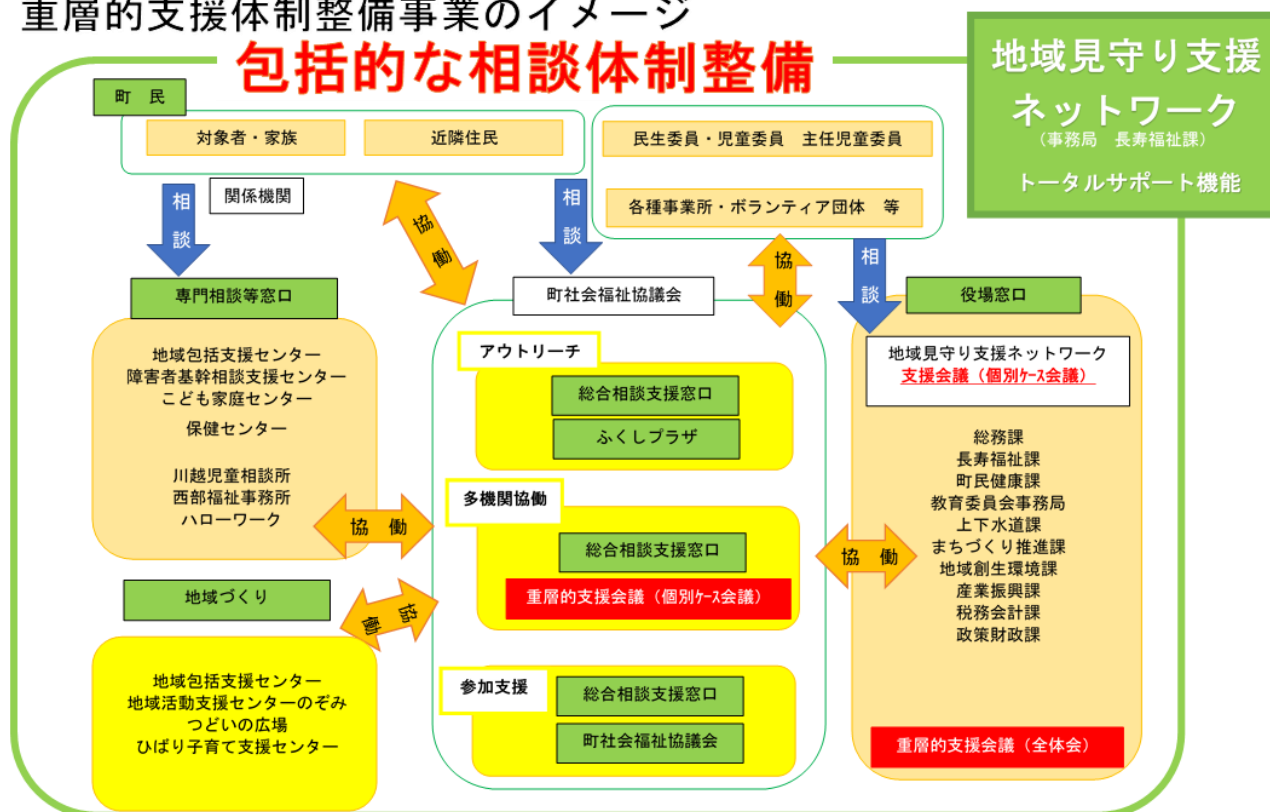 重層的支援体制整備事業のイメージ
包括的な相談体制整備
地域見守り支援
ネットワーク
（事務局　長寿福祉課）
トータルサポート機能
町　民
対象者・家族
近隣住民
民生委員・児童委員　主任児童委員
各種事業所・ボランティア団体　等
相談
関係機関
協働
相談
協働
相談
専門相談等窓口
地域包括支援センター
障害者基幹相談支援センター
こども家庭センター
保健センター
川越児童相談所
西部福祉事務所
ハローワーク
協　働
地域づくり
協働
地域包括支援センター
地域活動支援センターのぞみ
つどいの広場
ひばり子育て支援センター
町社会福祉協議会
アウトリーチ
総合相談支援窓口
ふくしプラザ
多機関協働
総合相談支援窓口
重層的支援会議（個別ｹｰｽ会議）
参加支援
総合相談支援窓口
町社会福祉協議会
協　働
役場窓口
地域見守り支援ネットワーク
支援会議（個別ｹｰｽ会議）
総務課
長寿福祉課
町民健康課
教育委員会事務局
上下水道課
まちづくり推進課
地域創生環境課
産業振興課
税務会計課
政策財政課
重層的支援会議（全体会）